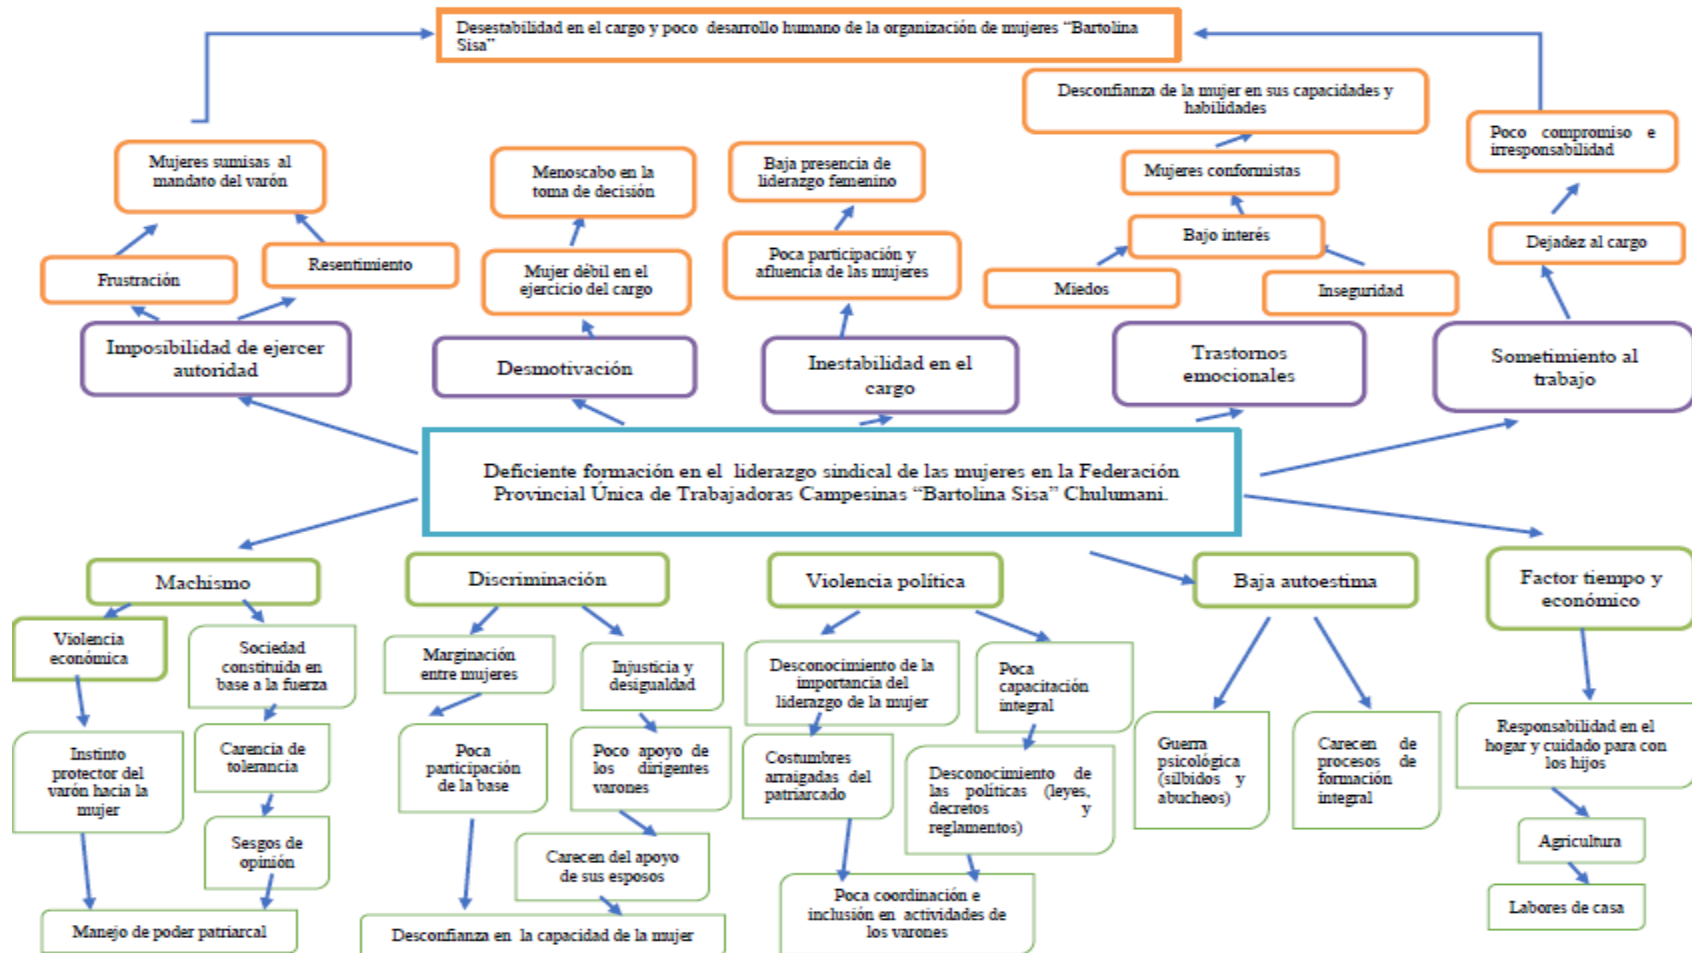 Desestabilidad en el cargo y poco desarrollo humano de la organización de mujeres “Bartolina
Sisa”
Desconfianza de la mujer en sus capacidades y
habilidades
Poco compromiso e
irresponsabilidad
Mujeres sumisas al
mandato del varón
Menoscabo en la
toma de decisión
Baja presencia de
liderazgo femenino
Mujeres conformistas
Bajo interés
Dejadez al cargo
Frustración
Resentimiento
Mujer débil en el
ejercicio del cargo
Poca participación y
afluencia de las mujeres
Miedos
Inseguridad
Imposibilidad de ejercer
autoridad
Desmotivación
Inestabilidad en el
cargo
Trastornos
emocionales
Sometimiento al
trabajo
Deficiente formación en el liderazgo sindical de las mujeres en la Federación
Provincial Única de Trabajadoras Campesinas “Bartolina Sisa” Chulumani.
Machismo
Discriminación
Violencia política
Baja autoestima
Factor tiempo y
económico
Violencia
económica
Sociedad
constituida en
base a la fuerza
Marginación
entre mujeres
Injusticia y
desigualdad
Desconocimiento de la
importancia del
liderazgo de la mujer
Poca
capacitación
integral
Instinto
protector del
varón hacia la
mujer
Carencia de
tolerancia
Poca
participación
de la base
Poco apoyo de
los dirigentes
varones
Costumbres
arraigadas del
patriarcado
Desconocimiento de
las políticas (leyes,
decretos y
reglamentos)
Guerra
psicológica
(silbidos y
abucheos)
Carecen de
procesos de
formación
integral
Responsabilidad en el
hogar y cuidado para con
los hijos
Sesgos de
opinión
Carecen del apoyo
de sus esposos
Agricultura
Manejo de poder patriarcal
Desconfianza en la capacidad de la mujer
Poca coordinación e
inclusión en actividades de
los varones
Labores de casa